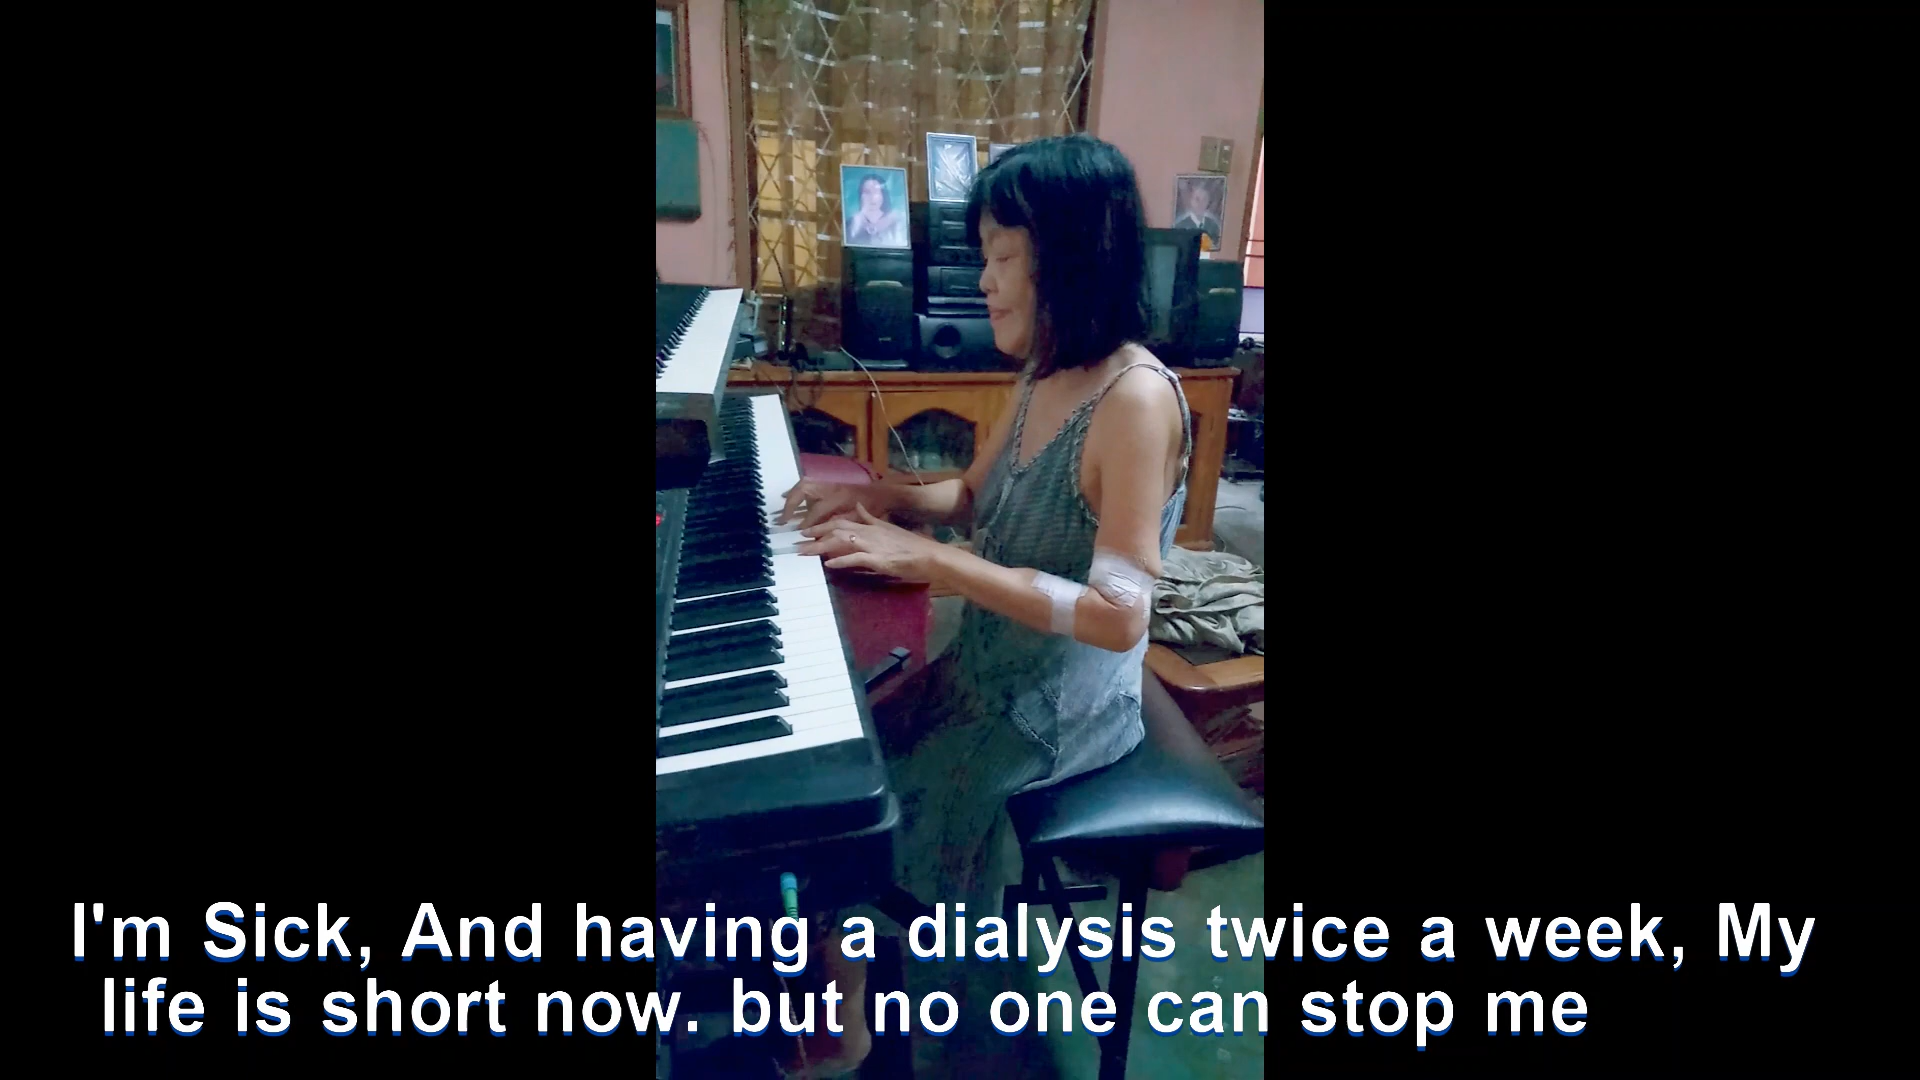 I'm Sick, And having a dialysis twice a week, My
life is short now. but no one can stop me